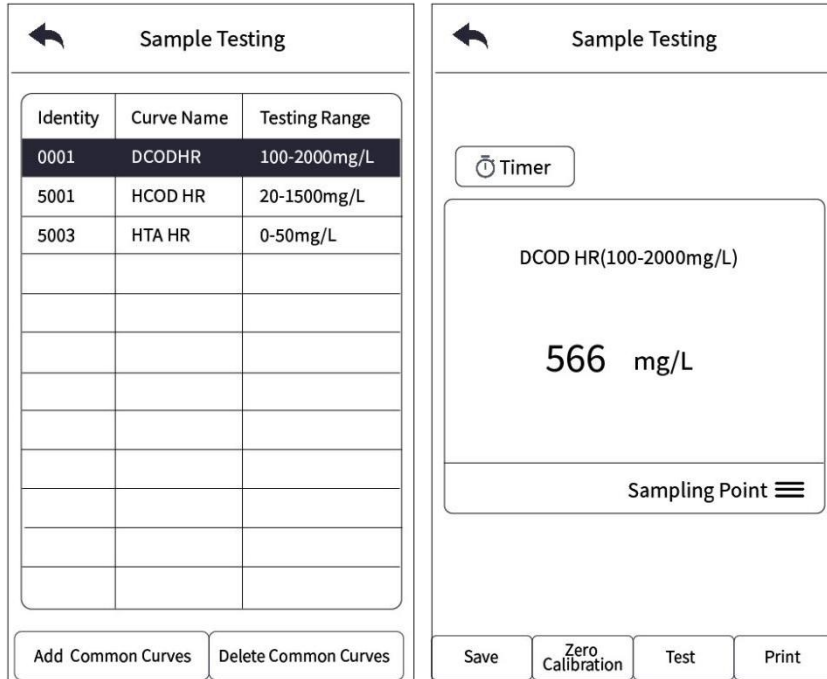 Sample Testing
Identity Curve Name Testing Range
0001 DCODHR 100-2000mg/L
5001 HCOD HR 20-1500mg/L
5003 HTA HR 0-50mg/L
Add Common Curves Delete Common Curves
Sample Testing
Timer
DCOD HR(100-2000mg/L)
566 mg/L
Sampling Point
Save Zero Calibration Test Print